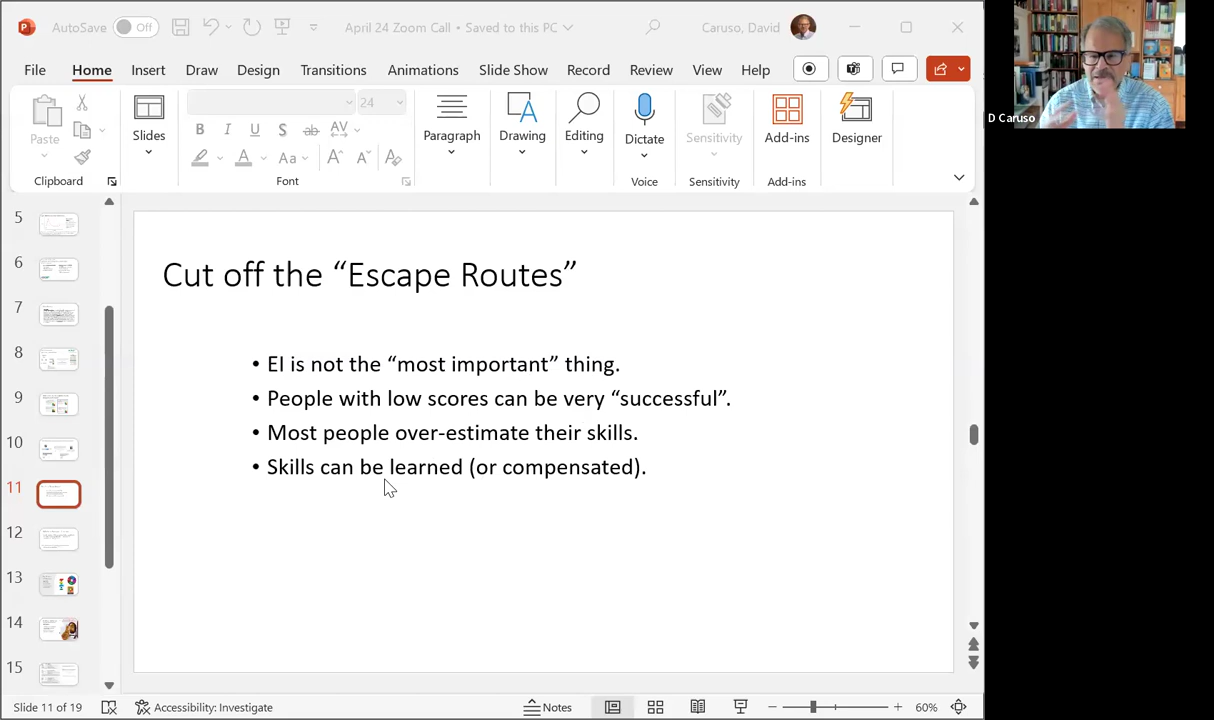 AutoSave Off April 24 Zoom Call • Saved to this PC Caruso, David
File Home Insert Draw Design Transitions Animations Slide Show Record Review View Help
D Caruso
24
Paste Slides Paragraph Drawing Editing Dictate Sensitivity Add-ins Designer
Clipboard Font Voice Sensitivity Add-ins
5
6
7
8
9
10
11
12
13
14
15
Cut off the “Escape Routes”
• EI is not the “most important” thing.
• People with low scores can be very “successful”.
• Most people over-estimate their skills.
• Skills can be learned (or compensated).
Slide 11 of 19 Accessibility: Investigate Notes 60%